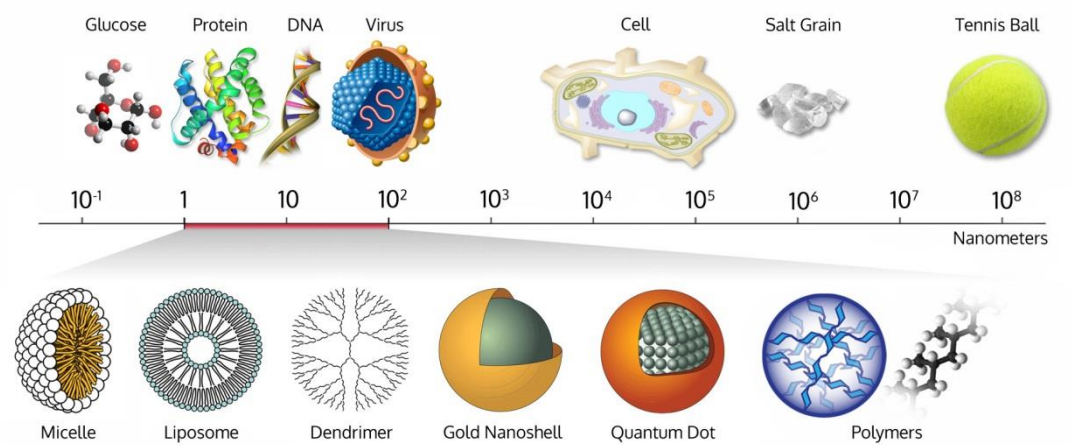 Glucose Protein DNA Virus Cell Salt Grain Tennis Ball
10⁻¹ 1 10 10² 10³ 10⁴ 10⁵ 10⁶ 10⁷ 10⁸
Nanometers
Micelle Liposome Dendrimer Gold Nanoshell Quantum Dot Polymers